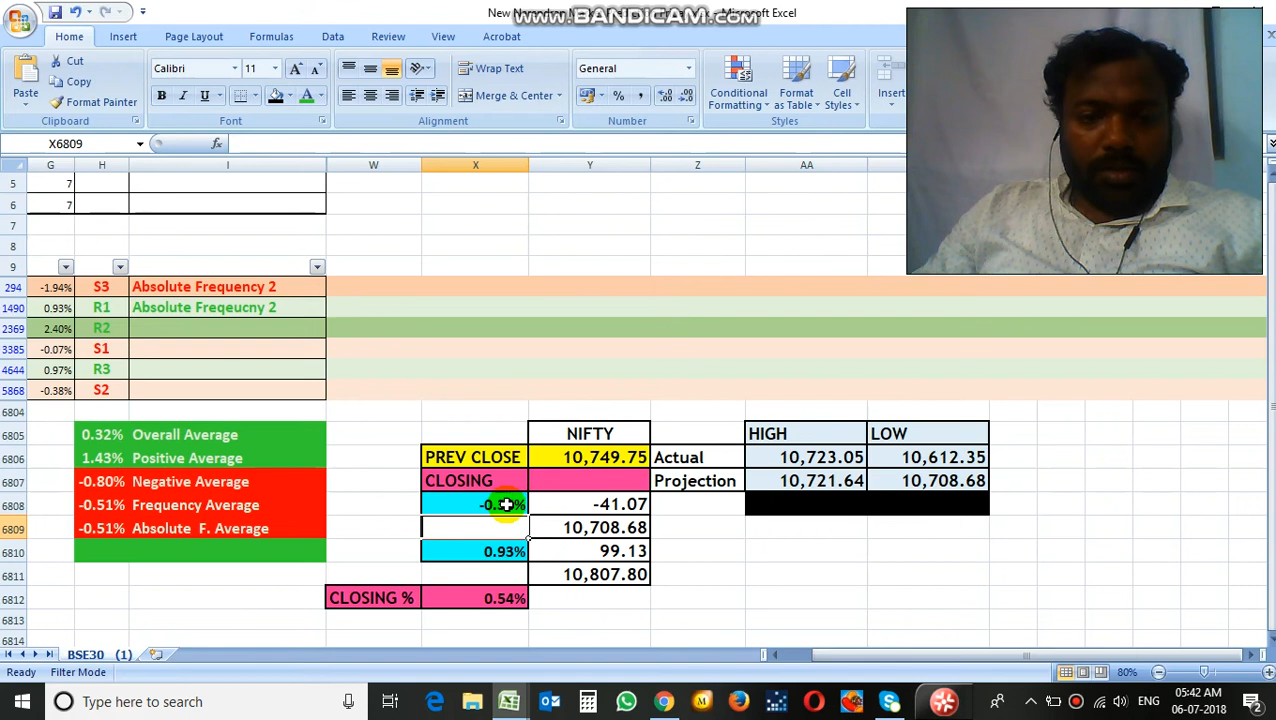 New
www.BANDICAM.com
Microsoft Excel
Home Insert Page Layout Formulas Data Review View Acrobat
Paste
Cut
Copy
Format Painter
Clipboard
Calibri 11
B I U
Font
Wrap Text
Merge & Center
Alignment
General
%
Number
Conditional Formatting
Format as Table
Cell Styles
Styles
Insert
X6809
fx
G H I W X Y Z AA
5 7
6 7
7
8
9
294 -1.94% S3 Absolute Frequency 2
1490 0.93% R1 Absolute Freqeucny 2
2369 2.40% R2
3385 -0.07% S1
4644 0.97% R3
5868 -0.38% S2
6804
6805 0.32% Overall Average NIFTY HIGH LOW
6806 1.43% Positive Average PREV CLOSE 10,749.75 Actual 10,723.05 10,612.35
6807 -0.80% Negative Average CLOSING Projection 10,721.64 10,708.68
6808 -0.51% Frequency Average -41.07
6809 -0.51% Absolute F. Average 10,708.68
6810 0.93% 99.13
6811 10,807.80
6812 CLOSING % 0.54%
6813
6814
BSE30 (1)
Ready Filter Mode 80%
Type here to search ENG 05:42 AM
06-07-2018